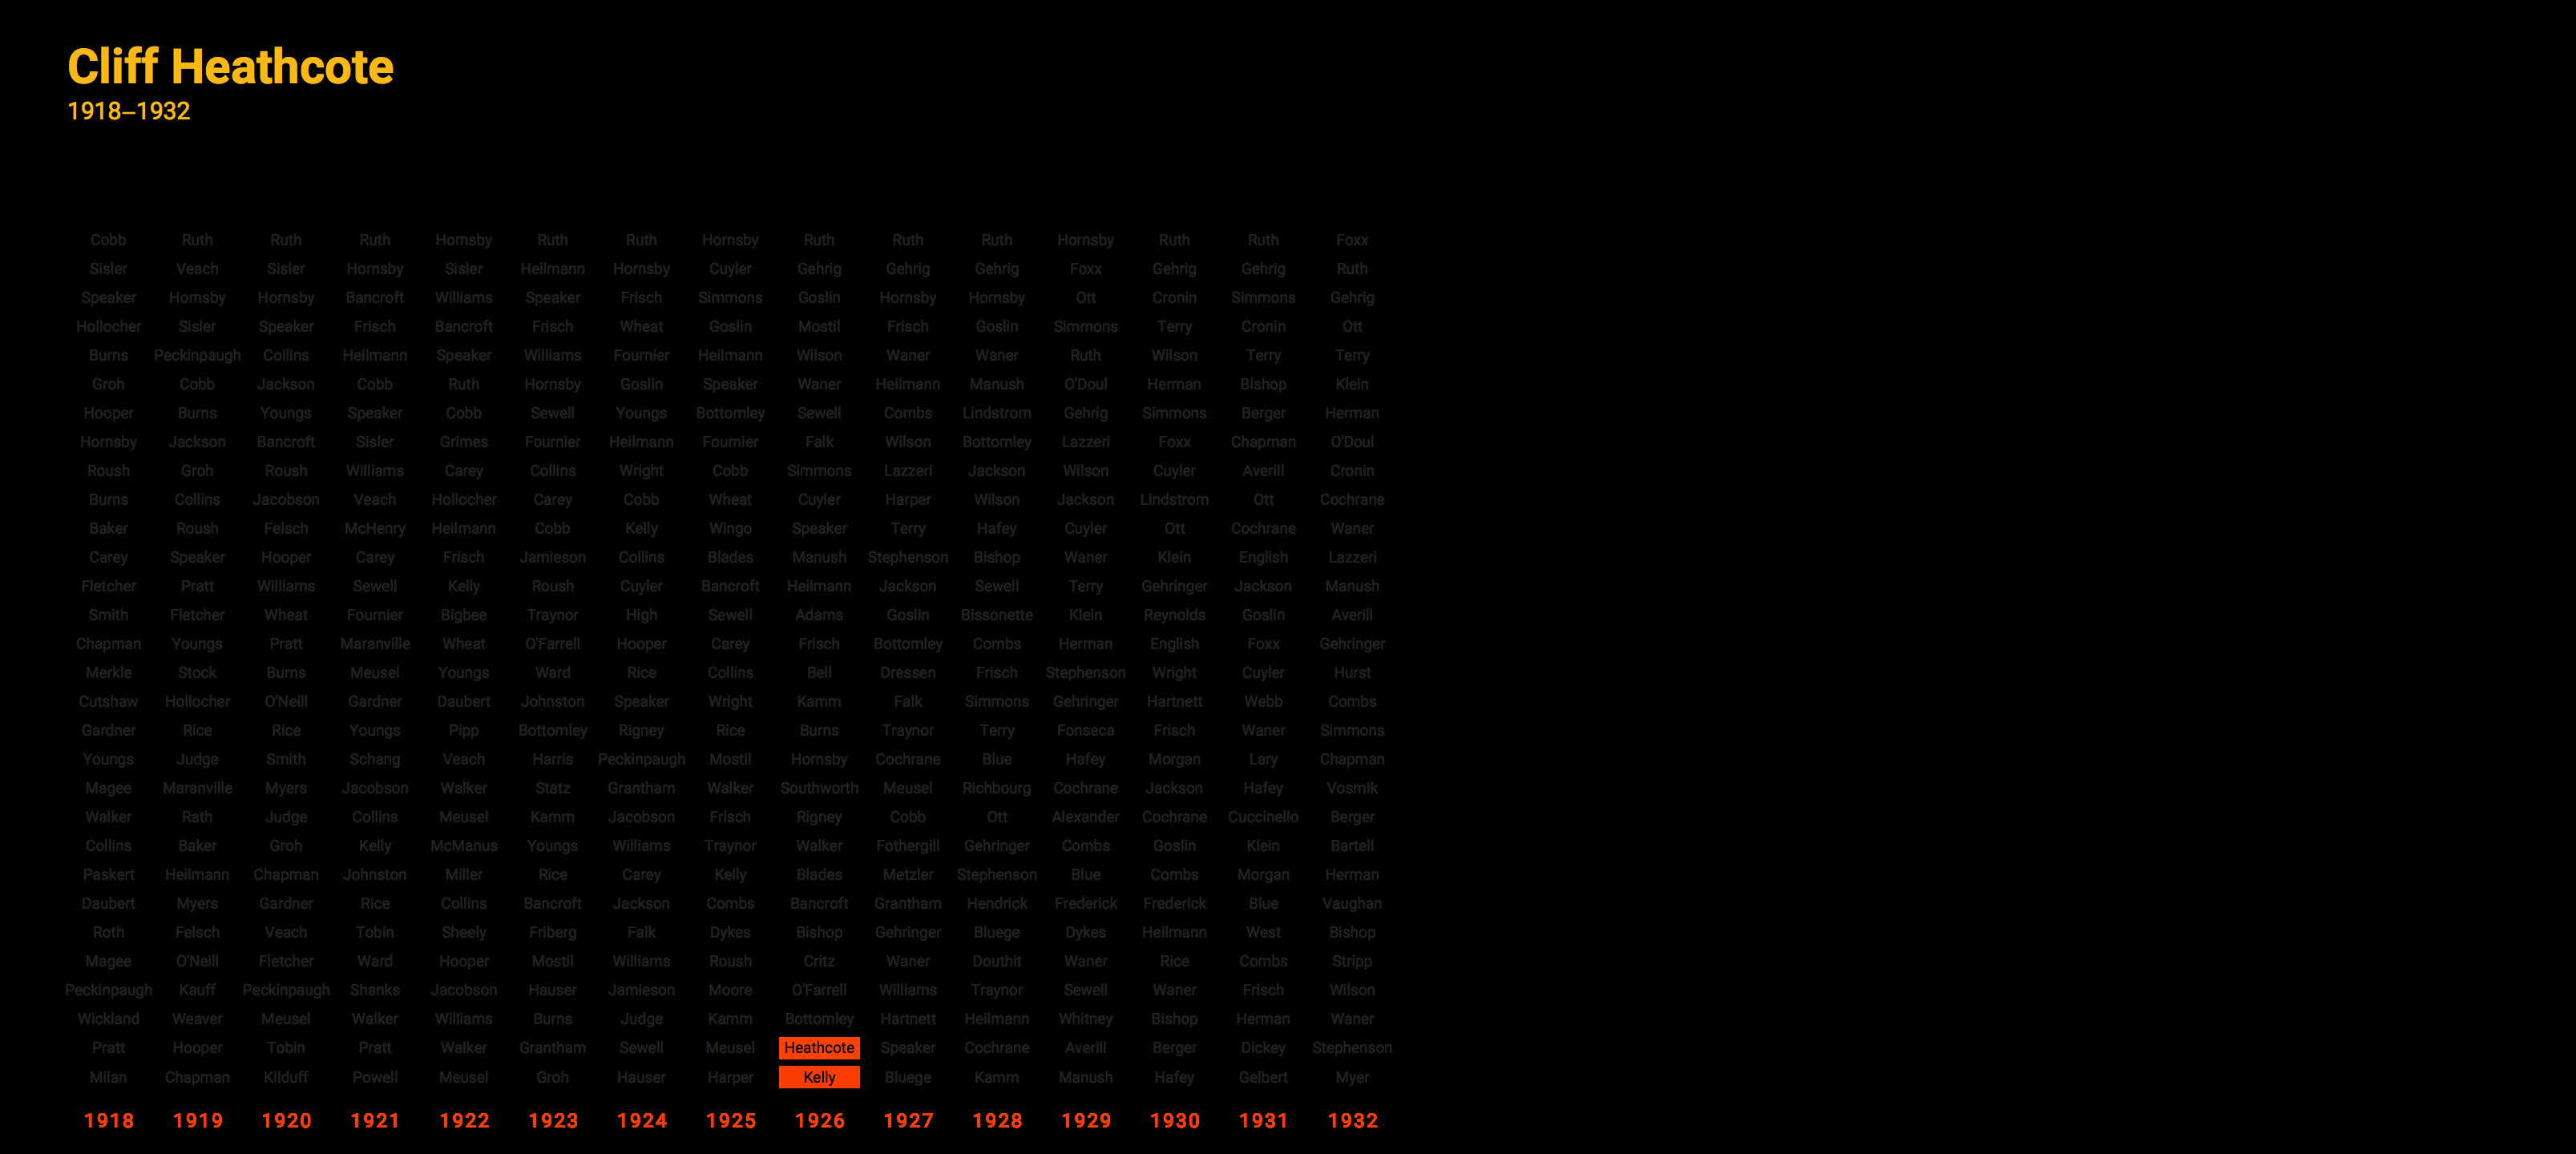 Cliff Heathcote
1918–1932
Cobb Ruth Ruth Ruth Hornsby Ruth Ruth Hornsby Ruth Ruth Ruth Hornsby Ruth Ruth Foxx
Sisler Veach Sisler Hornsby Sisler Heilmann Hornsby Cuyler Gehrig Gehrig Gehrig Foxx Gehrig Gehrig Ruth
Speaker Hornsby Hornsby Bancroft Williams Speaker Frisch Simmons Goslin Hornsby Hornsby Ott Cronin Simmons Gehrig
Hollocher Sisler Speaker Frisch Bancroft Frisch Wheat Goslin Mostil Frisch Goslin Simmons Terry Cronin Ott
Burns Peckinpaugh Collins Heilmann Speaker Williams Fournier Heilmann Wilson Waner Waner Ruth Wilson Terry Terry
Groh Cobb Jackson Cobb Ruth Hornsby Goslin Speaker Waner Heilmann Manush O'Doul Herman Bishop Klein
Hooper Burns Youngs Speaker Cobb Sewell Youngs Bottomley Sewell Combs Lindstrom Gehrig Simmons Berger Herman
Hornsby Jackson Bancroft Sisler Grimes Fournier Heilmann Fournier Falk Wilson Bottomley Lazzeri Foxx Chapman O'Doul
Roush Groh Roush Williams Carey Collins Wright Cobb Simmons Lazzeri Jackson Wilson Cuyler Averill Cronin
Burns Collins Jacobson Veach Hollocher Carey Cobb Wheat Cuyler Harper Wilson Jackson Lindstrom Ott Cochrane
Baker Roush Felsch McHenry Heilmann Cobb Kelly Wingo Speaker Terry Hafey Cuyler Ott Cochrane Waner
Carey Speaker Hooper Carey Frisch Jamieson Collins Blades Manush Stephenson Bishop Waner Klein English Lazzeri
Fletcher Pratt Williams Sewell Kelly Roush Cuyler Bancroft Heilmann Jackson Sewell Terry Gehringer Jackson Manush
Smith Fletcher Wheat Fournier Bigbee Traynor High Sewell Adams Goslin Bissonette Klein Reynolds Goslin Averill
Chapman Youngs Pratt Maranville Wheat O'Farrell Hooper Carey Frisch Bottomley Combs Herman English Foxx Gehringer
Merkle Stock Burns Meusel Youngs Ward Rice Collins Bell Dressen Frisch Stephenson Wright Cuyler Hurst
Cutshaw Hollocher O'Neill Gardner Daubert Johnston Speaker Wright Kamm Falk Simmons Gehringer Hartnett Webb Combs
Gardner Rice Rice Youngs Pipp Bottomley Rigney Rice Burns Traynor Terry Fonseca Frisch Waner Simmons
Youngs Judge Smith Schang Veach Harris Peckinpaugh Mostil Hornsby Cochrane Blue Hafey Morgan Lary Chapman
Magee Maranville Myers Jacobson Walker Statz Grantham Walker Southworth Meusel Richbourg Cochrane Jackson Hafey Vosmik
Walker Rath Judge Collins Meusel Kamm Jacobson Frisch Rigney Cobb Ott Alexander Cochrane Cuccinello Berger
Collins Baker Groh Kelly McManus Youngs Williams Traynor Walker Fothergill Gehringer Combs Goslin Klein Bartell
Paskert Heilmann Chapman Johnston Miller Rice Carey Kelly Blades Metzler Stephenson Blue Combs Morgan Herman
Daubert Myers Gardner Rice Collins Bancroft Jackson Combs Bancroft Grantham Hendrick Frederick Frederick Blue Vaughan
Roth Felsch Veach Tobin Sheely Friberg Falk Dykes Bishop Gehringer Bluege Dykes Heilmann West Bishop
Magee O'Neill Fletcher Ward Hooper Mostil Williams Roush Critz Waner Douthit Waner Rice Combs Stripp
Peckinpaugh Kauff Peckinpaugh Shanks Jacobson Hauser Jamieson Moore O'Farrell Williams Traynor Sewell Waner Frisch Wilson
Wickland Weaver Meusel Walker Williams Burns Judge Kamm Bottomley Hartnett Heilmann Whitney Bishop Herman Waner
Pratt Hooper Tobin Pratt Walker Grantham Sewell Meusel Heathcote Speaker Cochrane Averill Berger Dickey Stephenson
Milan Chapman Kilduff Powell Meusel Groh Hauser Harper Kelly Bluege Kamm Manush Hafey Gelbert Myer
1918 1919 1920 1921 1922 1923 1924 1925 1926 1927 1928 1929 1930 1931 1932